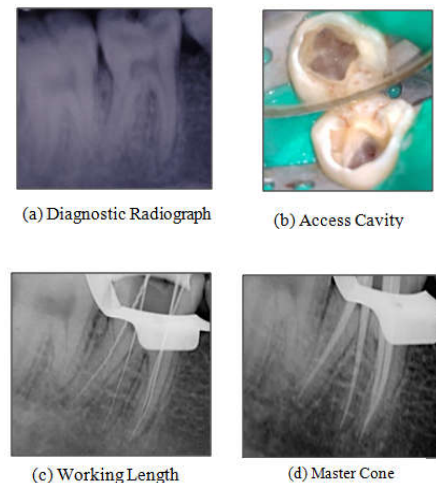 (a) Diagnostic Radiograph
(b) Access Cavity
(c) Working Length
(d) Master Cone